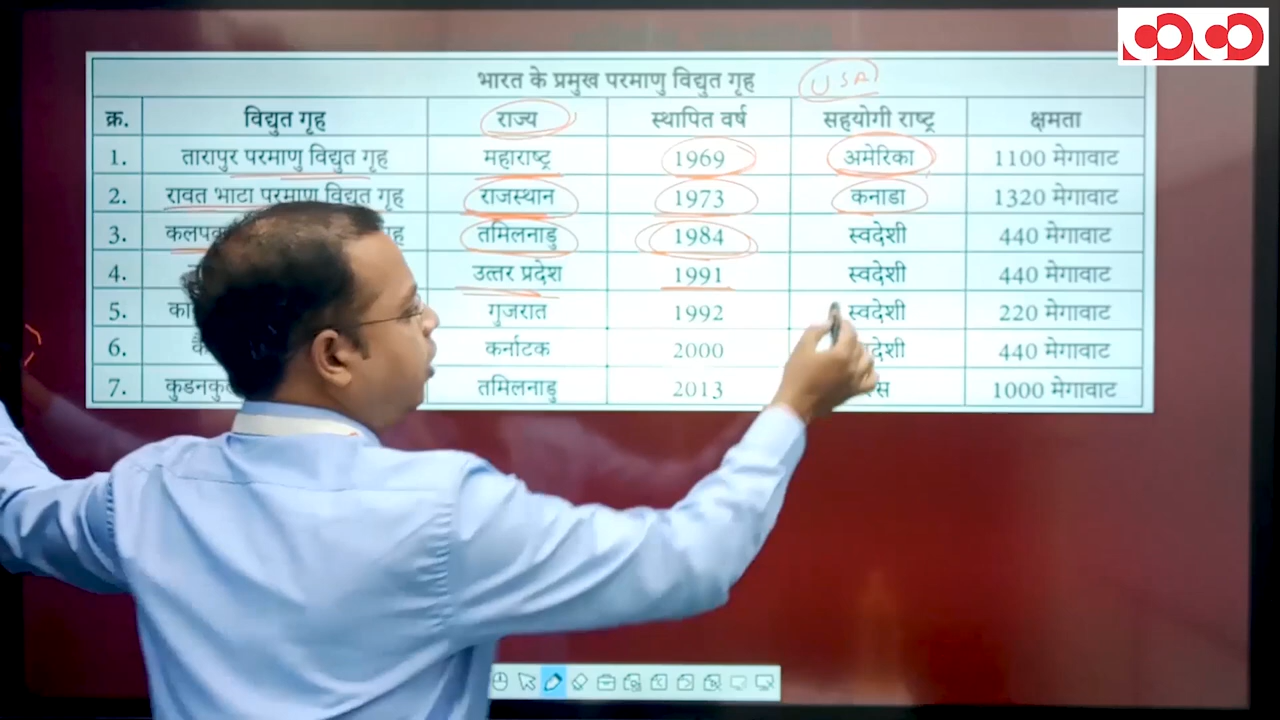 भारत के प्रमुख परमाणु विद्युत गृह USA
क्र. विद्युत गृह राज्य स्थापित वर्ष सहयोगी राष्ट्र क्षमता
1. तारापुर परमाणु विद्युत गृह महाराष्ट्र 1969 अमेरिका 1100 मेगावाट
2. रावत भाटा परमाणु विद्युत गृह राजस्थान 1973 कनाडा 1320 मेगावाट
3. तमिलनाडु 1984 स्वदेशी 440 मेगावाट
4. उत्तर प्रदेश 1991 स्वदेशी 440 मेगावाट
5. गुजरात 1992 स्वदेशी 220 मेगावाट
6. कर्नाटक 2000 440 मेगावाट
7. तमिलनाडु 2013 1000 मेगावाट